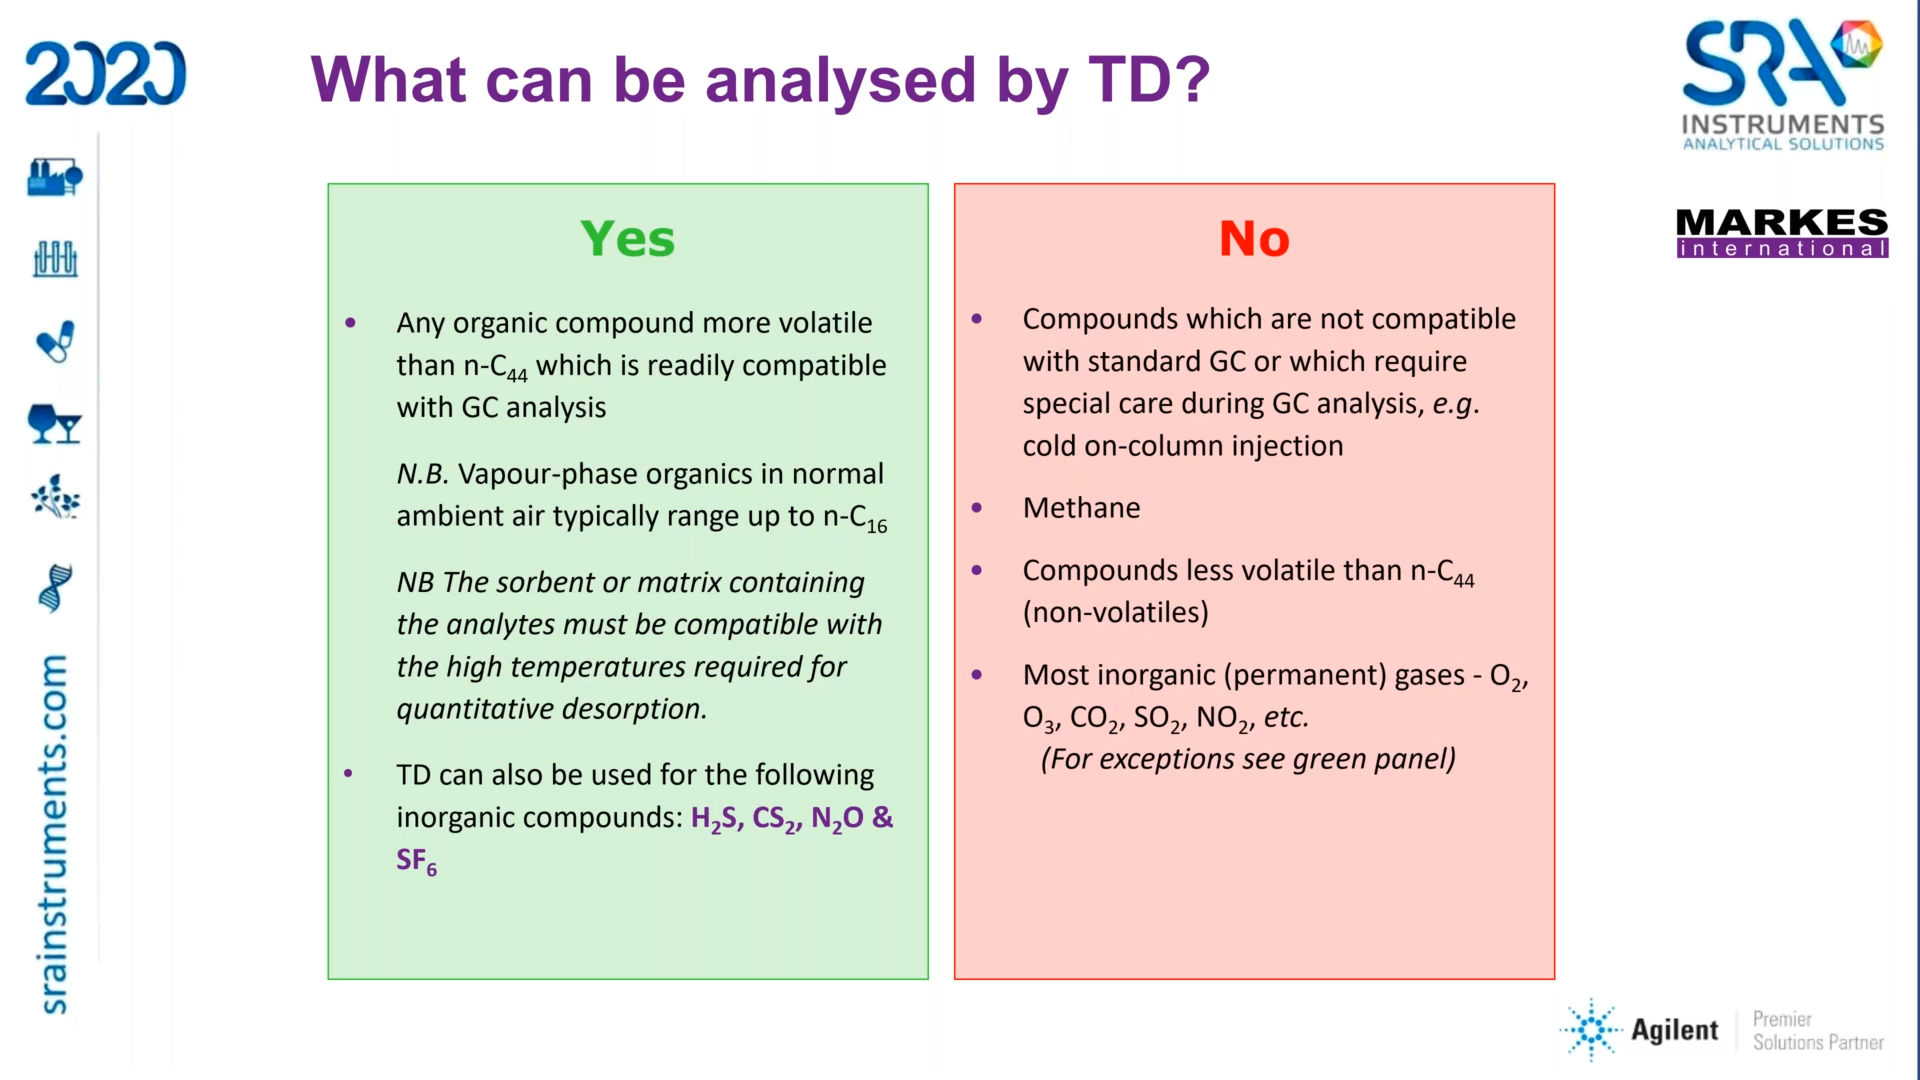 2020
What can be analysed by TD?
SRA
INSTRUMENTS
ANALYTICAL SOLUTIONS
MARKES
international
Yes
• Any organic compound more volatile
than n-C₄₄ which is readily compatible
with GC analysis
N.B. Vapour-phase organics in normal
ambient air typically range up to n-C₁₆
NB The sorbent or matrix containing
the analytes must be compatible with
the high temperatures required for
quantitative desorption.
• TD can also be used for the following
inorganic compounds: H₂S, CS₂, N₂O &
SF₆
No
• Compounds which are not compatible
with standard GC or which require
special care during GC analysis, e.g.
cold on-column injection
• Methane
• Compounds less volatile than n-C₄₄
(non-volatiles)
• Most inorganic (permanent) gases - O₂,
O₃, CO₂, SO₂, NO₂, etc.
(For exceptions see green panel)
srainstruments.com
Agilent
Premier
Solutions Partner